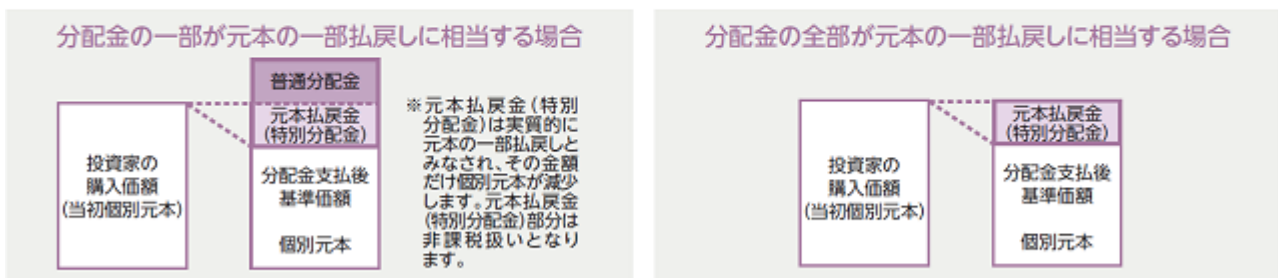 分配金の一部が元本の一部払戻しに相当する場合
投資家の
購入価額
(当初個別元本)
普通分配金
元本払戻金
(特別分配金)
分配金支払後
基準価額
個別元本
※元本払戻金(特別
分配金)は実質的に
元本の一部払戻しと
みなされ、その金額
だけ個別元本が減少
します。元本払戻金
(特別分配金)部分は
非課税扱いとなり
ます。
分配金の全部が元本の一部払戻しに相当する場合
投資家の
購入価額
(当初個別元本)
元本払戻金
(特別分配金)
分配金支払後
基準価額
個別元本